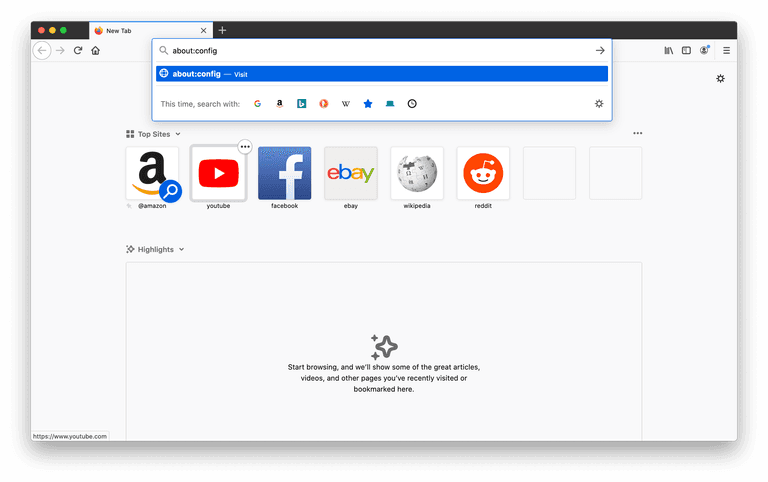 New Tab
about:config
about:config — Visit
This time, search with:
Top Sites
@amazon
youtube
facebook
ebay
ebay
wikipedia
reddit
Highlights
Start browsing, and we'll show some of the great articles,
videos, and other pages you've recently visited or
bookmarked here.
https://www.youtube.com